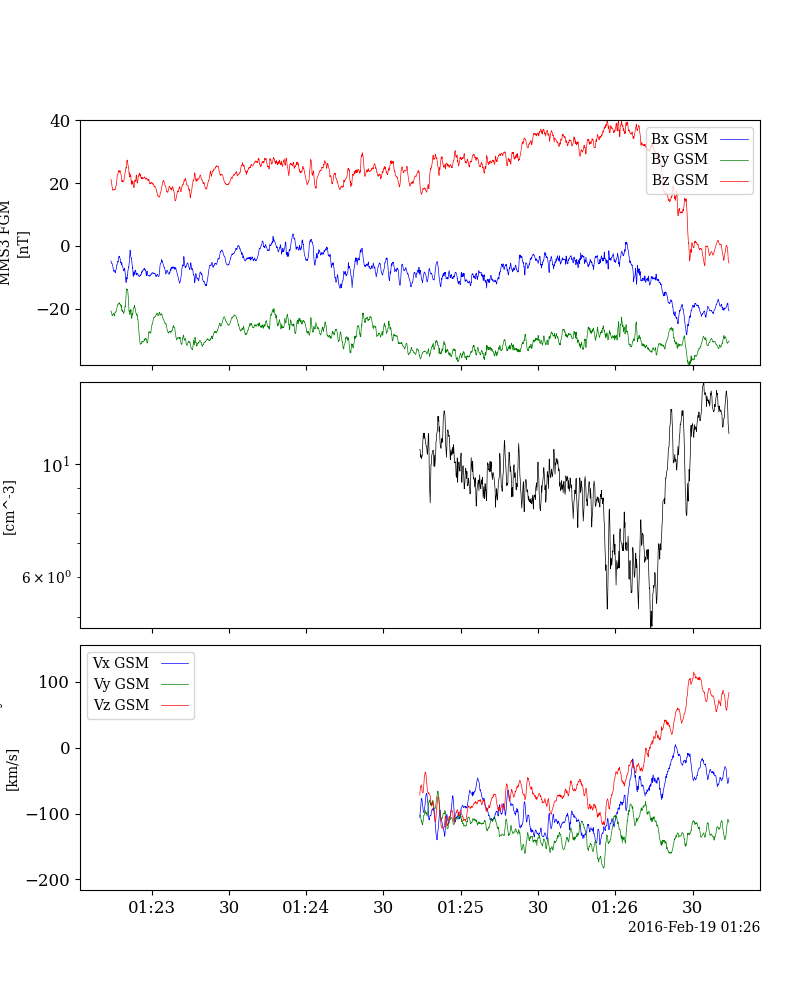 40
20
0
−20
MMS3 FGM
[nT]
Bx GSM
By GSM
Bz GSM
10¹
6 × 10⁰
[cm^-3]
100
0
−100
−200
[km/s]
Vx GSM
Vy GSM
Vz GSM
01:23 30 01:24 30 01:25 30 01:26 30
2016-Feb-19 01:26